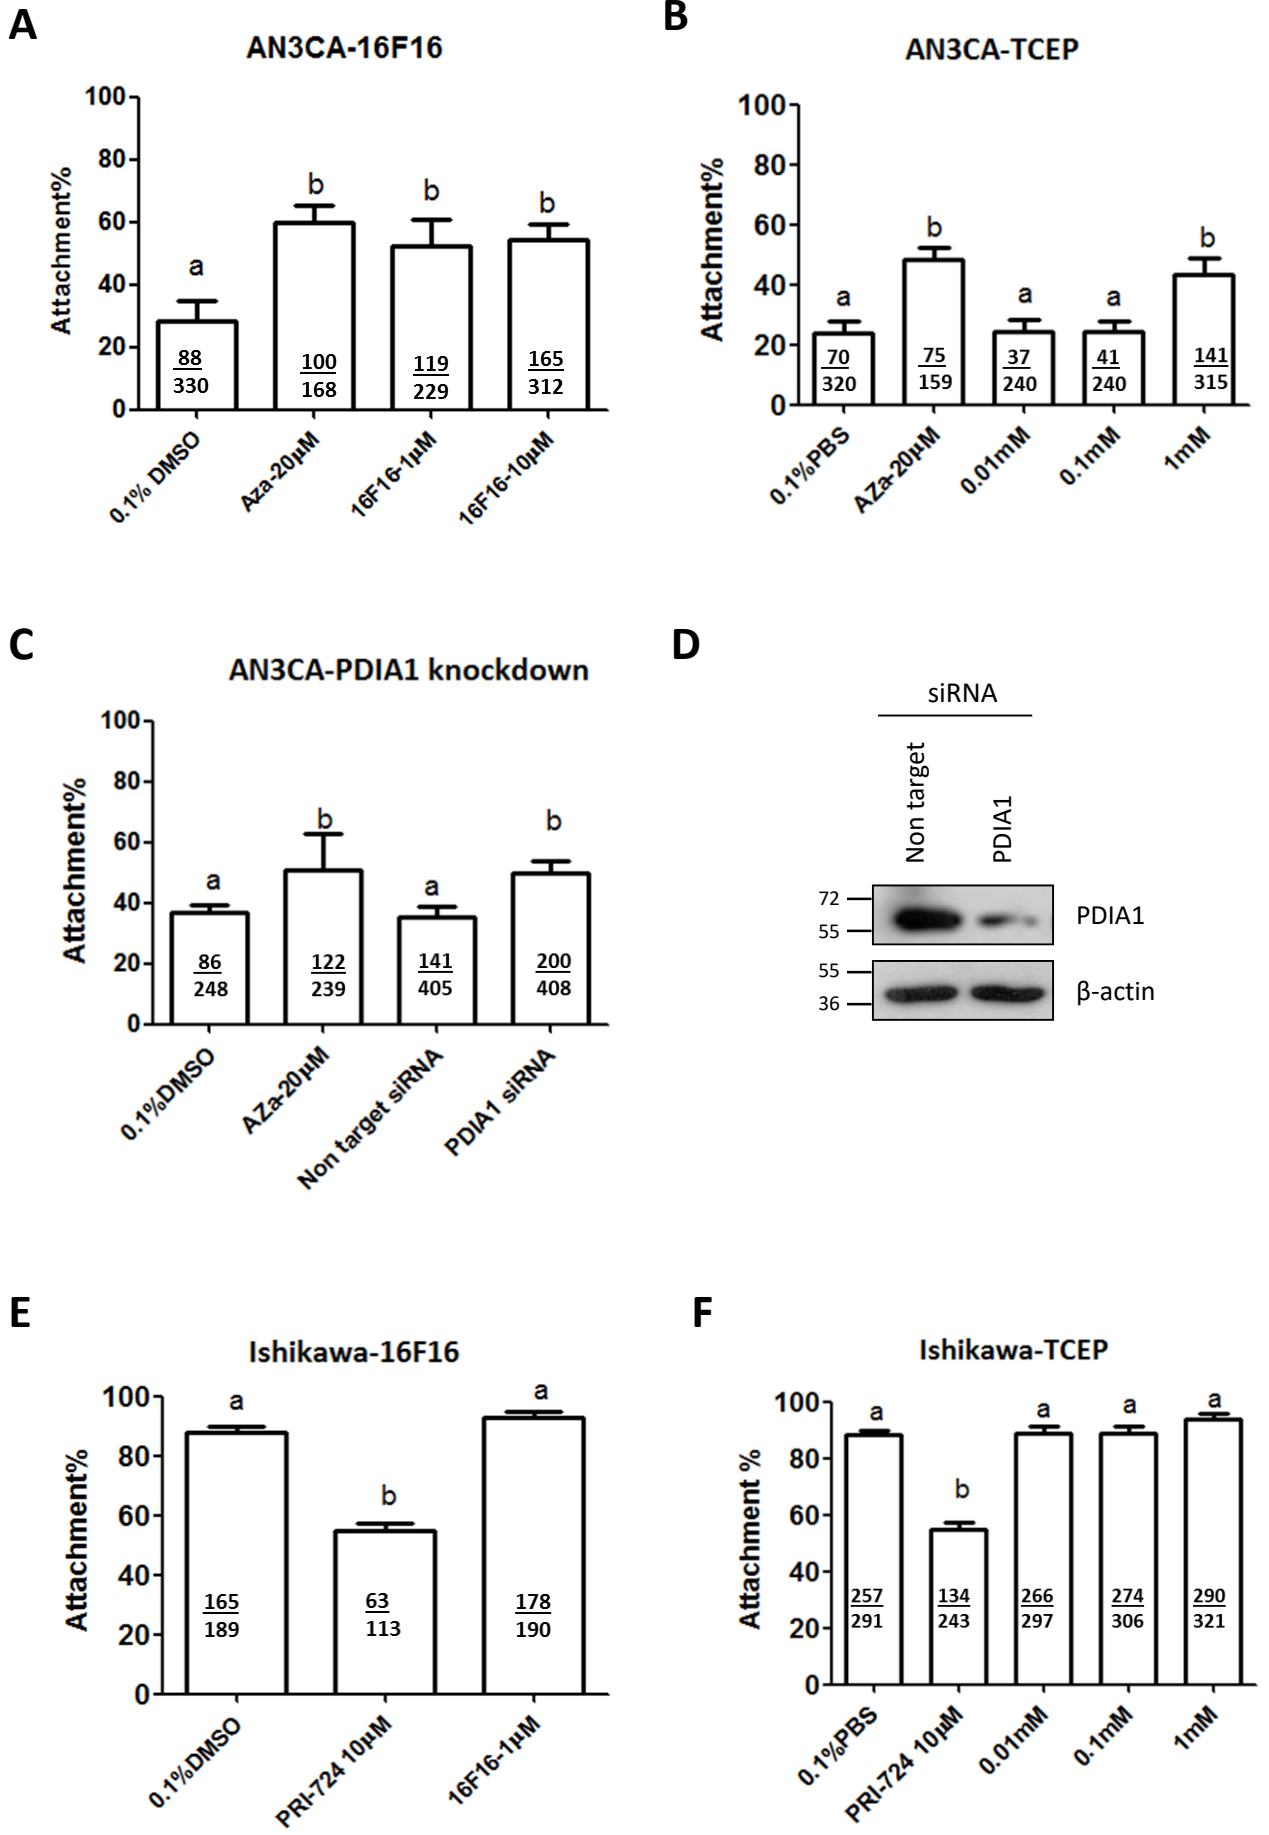 A
AN3CA-16F16
Attachment%
100
80
60
40
20
0
a
b
b
b
88
330
100
168
119
229
165
312
0.1% DMSO
Aza-20µM
16F16-1µM
16F16-10µM
B
AN3CA-TCEP
Attachment%
100
80
60
40
20
0
a
b
a
a
b
70
320
75
159
37
240
41
240
141
315
0.1%PBS
AZa-20µM
0.01mM
0.1mM
1mM
C
AN3CA-PDIA1 knockdown
Attachment%
100
80
60
40
20
0
a
b
a
b
86
248
122
239
141
405
200
408
0.1%DMSO
AZa-20µM
Non target siRNA
PDIA1 siRNA
D
siRNA
Non target
PDIA1
72
55
PDIA1
55
36
β-actin
E
Ishikawa-16F16
Attachment%
100
80
60
40
20
0
a
b
a
165
189
63
113
178
190
0.1%DMSO
PRI-724 10µM
16F16-1µM
F
Ishikawa-TCEP
Attachment %
100
80
60
40
20
0
a
b
a
a
a
257
291
134
243
266
297
274
306
290
321
0.1%PBS
PRI-724 10µM
0.01mM
0.1mM
1mM